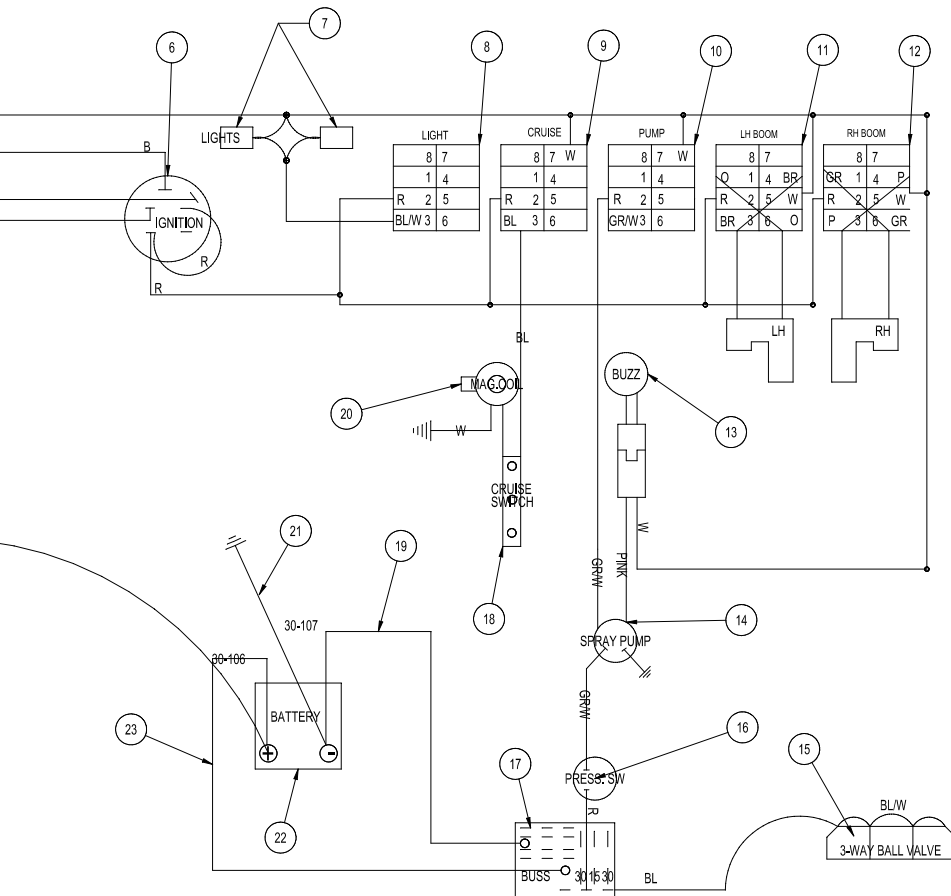 7
6
8
9
10
11
12
LIGHTS
LIGHT
CRUISE
PUMP
LH BOOM
RH BOOM
B
8 7
8 7 W
8 7 W
8 7
8 7
1 4
1 4
1 4
O 1 4 BR
GR 1 4 P
R 2 5
R 2 5
R 2 5
R 2 5 W
R 2 5 W
BL/W 3 6
BL 3 6
GR/W 3 6
BR 3 6 O
P 3 6 GR
IGNITION
R
R
BL
LH
RH
MAG.COIL
BUZZ
20
W
13
CRUISE
SWITCH
W
21
19
GR/W
PINK
18
14
30-107
SPRAY PUMP
30-106
BATTERY
GR/W
23
16
15
17
+
-
PRESS. SW
BL/W
R
22
3-WAY BALL VALVE
BUSS
30 15 30
BL